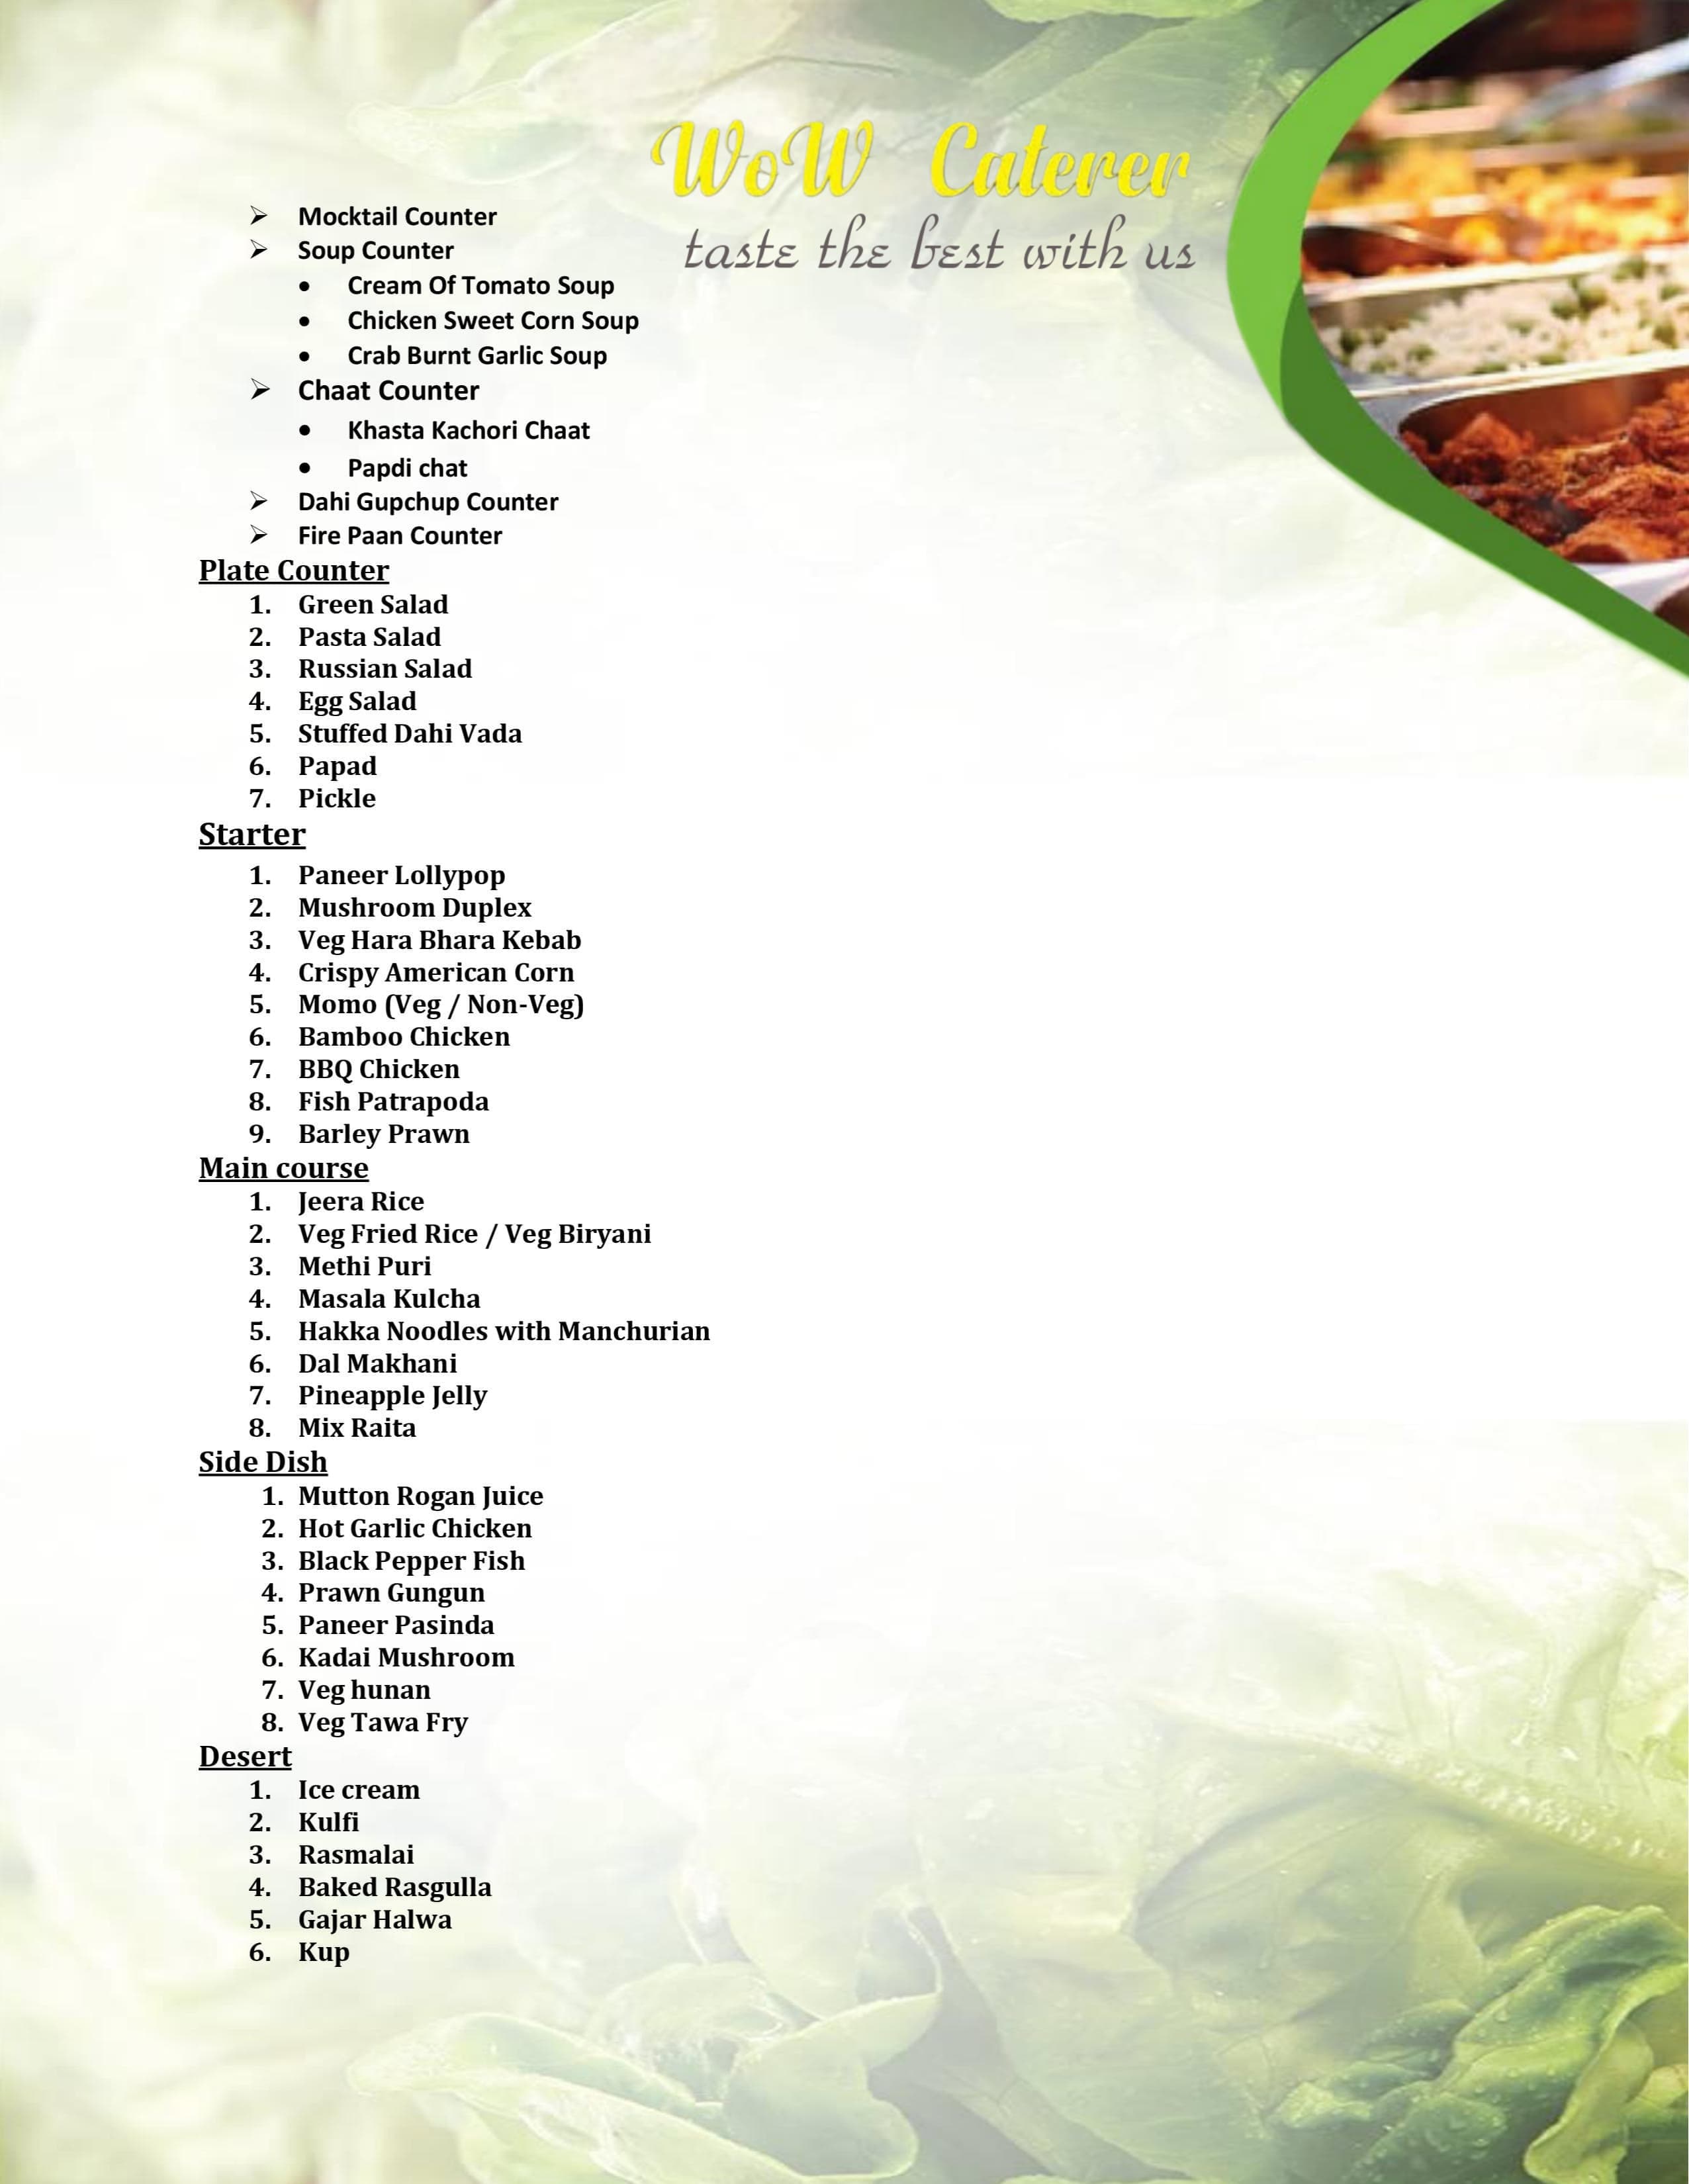 WoW Caterer
taste the best with us
➢ Mocktail Counter
➢ Soup Counter
• Cream Of Tomato Soup
• Chicken Sweet Corn Soup
• Crab Burnt Garlic Soup
➢ Chaat Counter
• Khasta Kachori Chaat
• Papdi chat
➢ Dahi Gupchup Counter
➢ Fire Paan Counter
Plate Counter
1. Green Salad
2. Pasta Salad
3. Russian Salad
4. Egg Salad
5. Stuffed Dahi Vada
6. Papad
7. Pickle
Starter
1. Paneer Lollypop
2. Mushroom Duplex
3. Veg Hara Bhara Kebab
4. Crispy American Corn
5. Momo (Veg / Non-Veg)
6. Bamboo Chicken
7. BBQ Chicken
8. Fish Patrapoda
9. Barley Prawn
Main course
1. Jeera Rice
2. Veg Fried Rice / Veg Biryani
3. Methi Puri
4. Masala Kulcha
5. Hakka Noodles with Manchurian
6. Dal Makhani
7. Pineapple Jelly
8. Mix Raita
Side Dish
1. Mutton Rogan Juice
2. Hot Garlic Chicken
3. Black Pepper Fish
4. Prawn Gungun
5. Paneer Pasinda
6. Kadai Mushroom
7. Veg hunan
8. Veg Tawa Fry
Desert
1. Ice cream
2. Kulfi
3. Rasmalai
4. Baked Rasgulla
5. Gajar Halwa
6. Kup